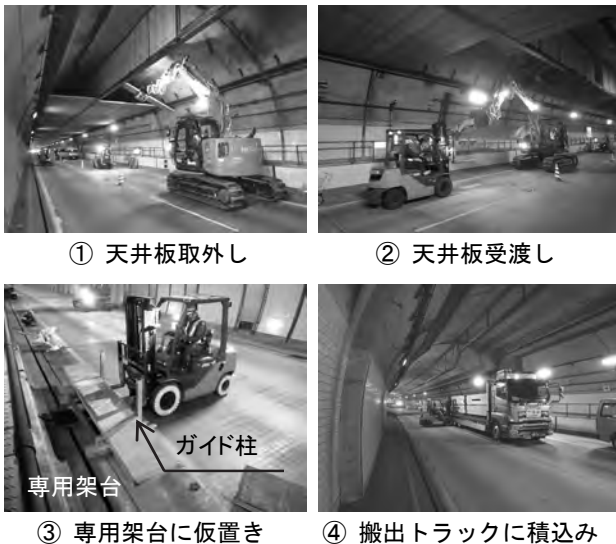 ① 天井板取外し
② 天井板受渡し
ガイド柱
専用架台
③ 専用架台に仮置き
④ 搬出トラックに積込み